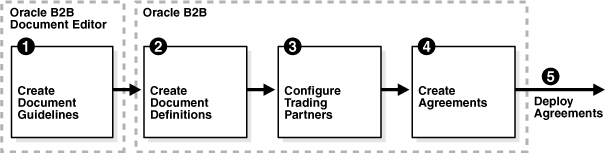 Oracle B2B
Document Editor
Oracle B2B
1
Create
Document
Guidelines
2
Create
Document
Definitions
3
Configure
Trading
Partners
4
Create
Agreements
5
Deploy
Agreements